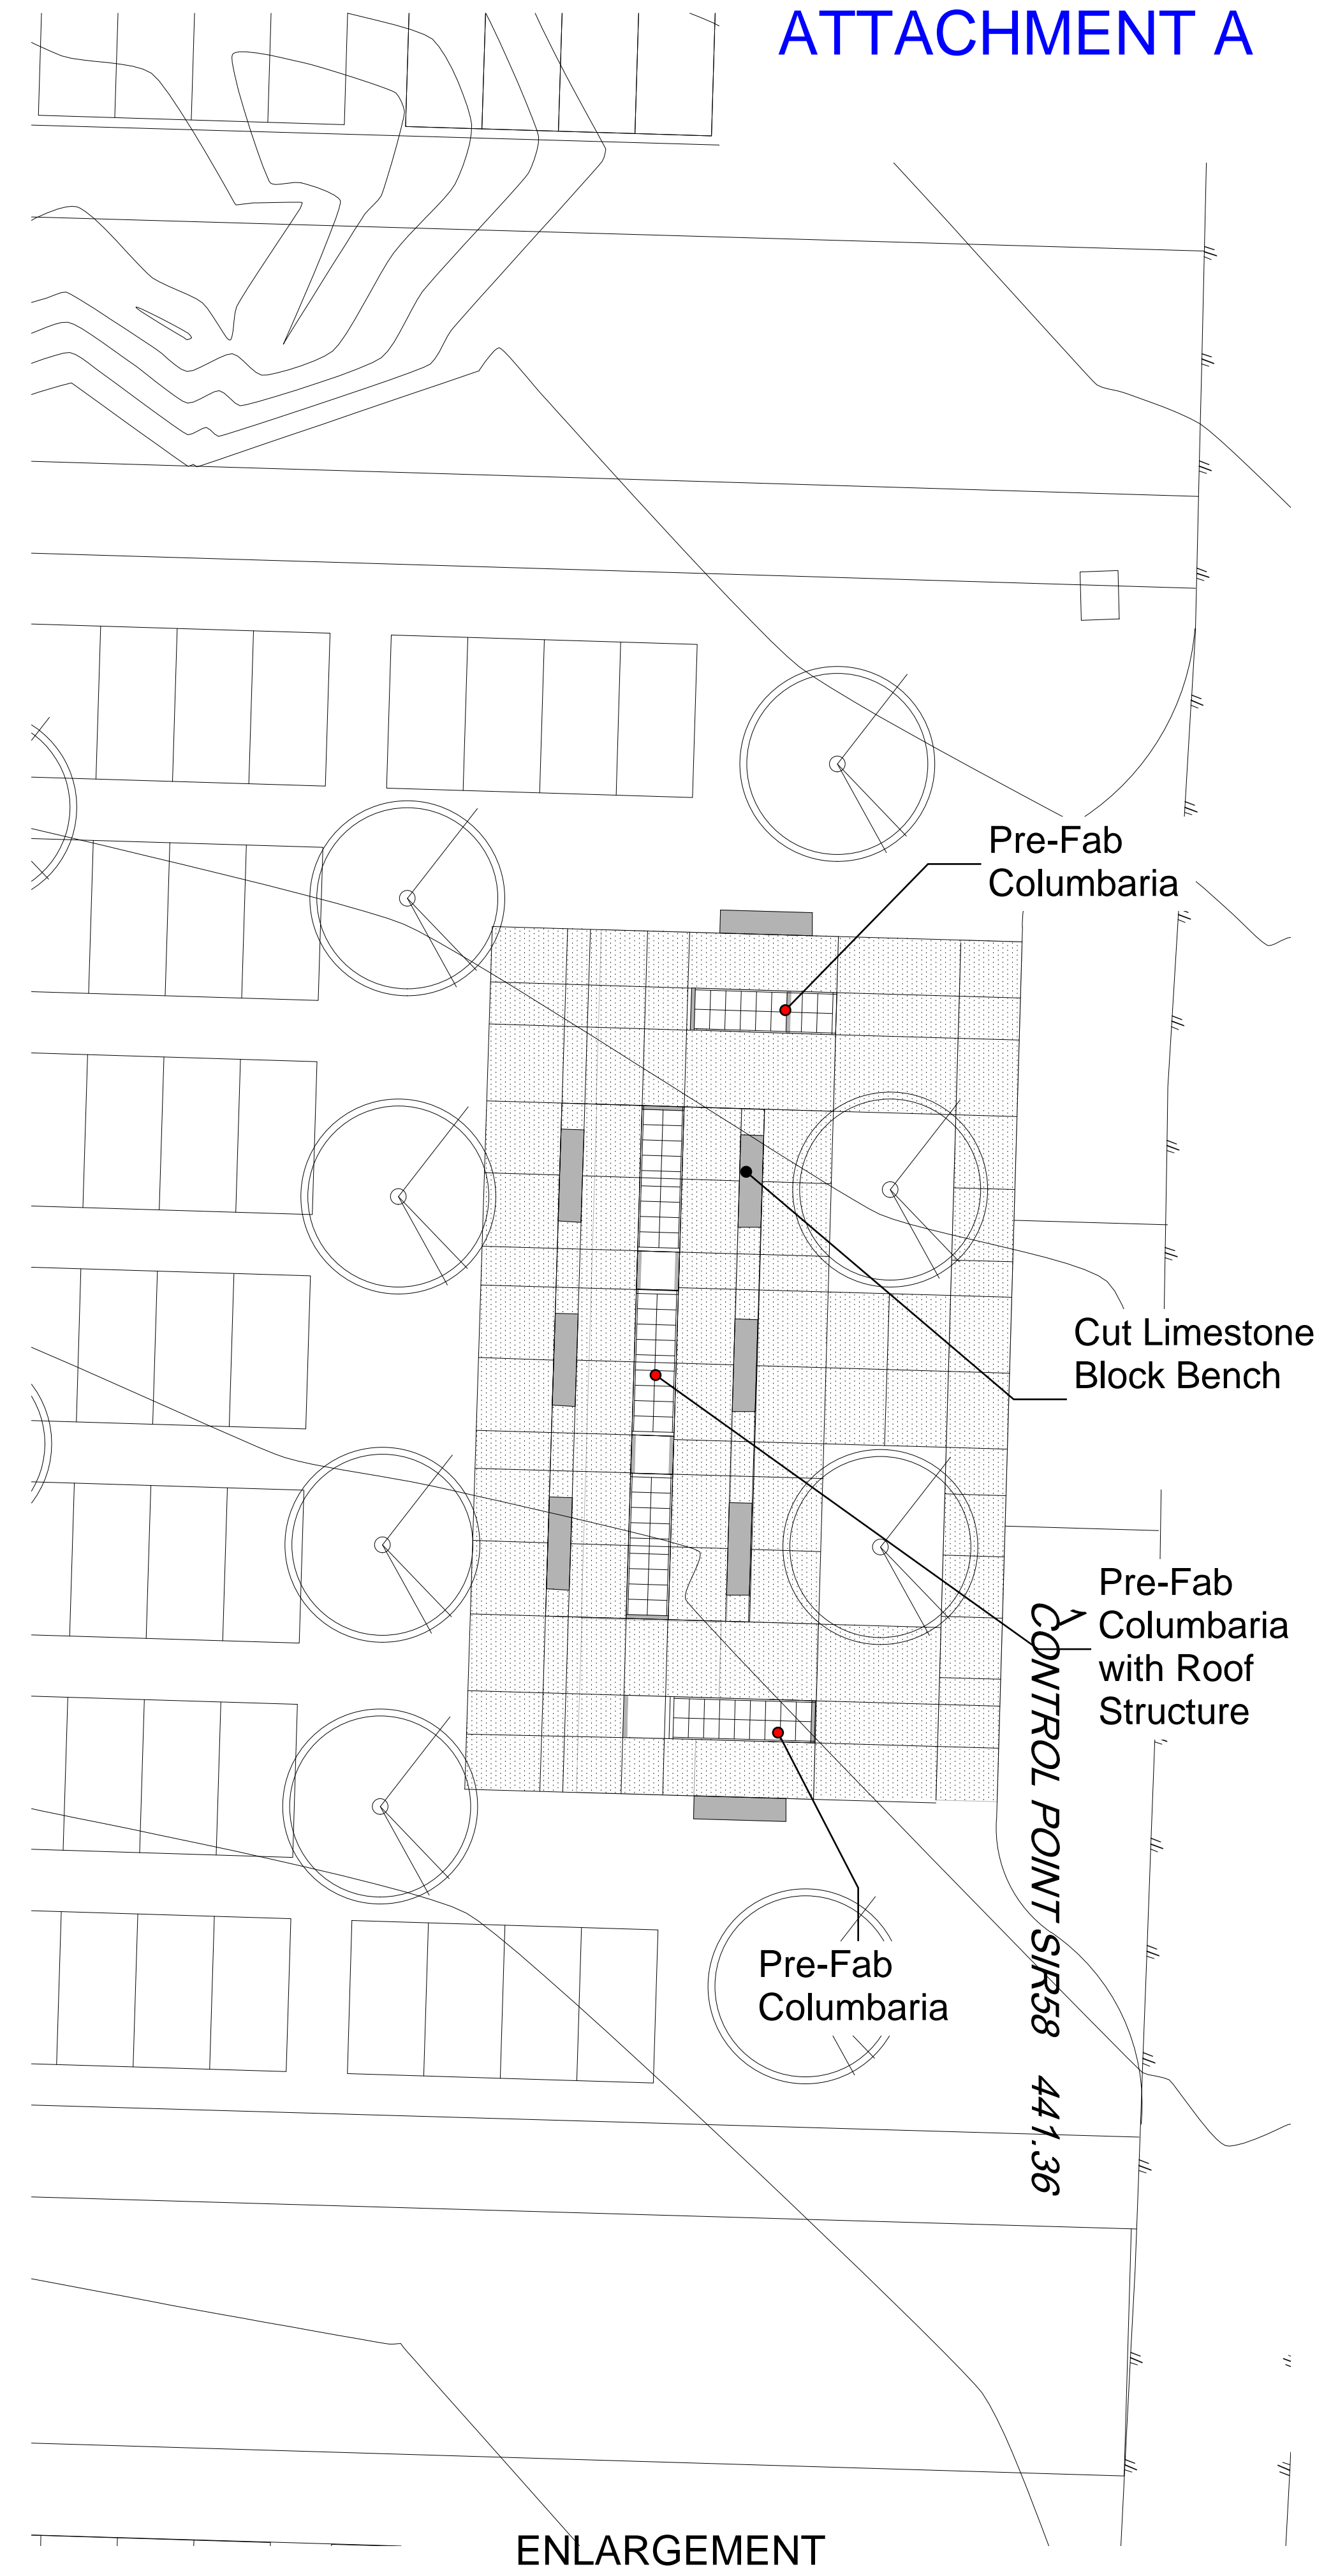 ATTACHMENT A
Pre-Fab
Columbaria
Cut Limestone
Block Bench
Pre-Fab
Columbaria
with Roof
Structure
CONTROL POINT SIR58 441.36
Pre-Fab
Columbaria
ENLARGEMENT